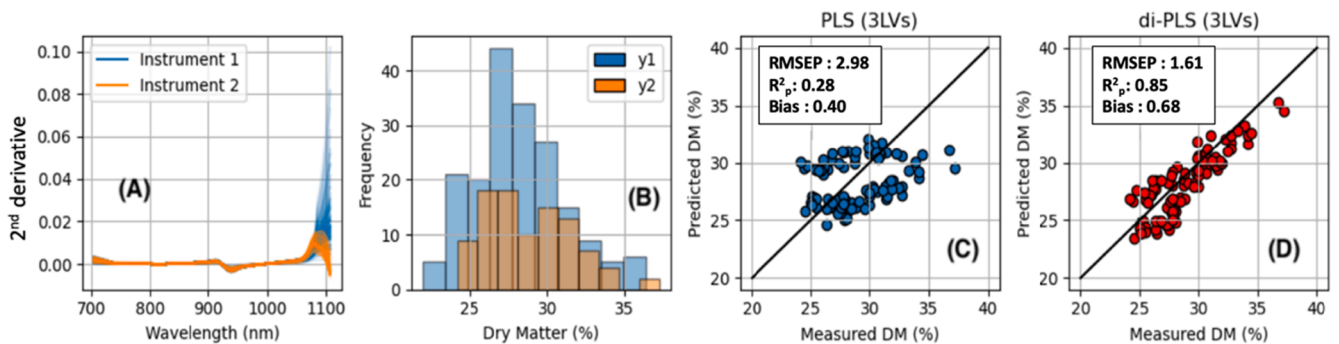 2nd derivative
0.10
0.08
0.06
0.04
0.02
0.00
Instrument 1
Instrument 2
(A)
700 800 900 1000 1100
Wavelength (nm)
Frequency
40
30
20
10
0
y1
y2
(B)
25 30 35
Dry Matter (%)
PLS (3LVs)
Predicted DM (%)
40
35
30
25
20
RMSEP : 2.98
R²p: 0.28
Bias : 0.40
(C)
20 25 30 35 40
Measured DM (%)
di-PLS (3LVs)
Predicted DM (%)
40
35
30
25
20
RMSEP : 1.61
R²p: 0.85
Bias : 0.68
(D)
20 25 30 35 40
Measured DM (%)